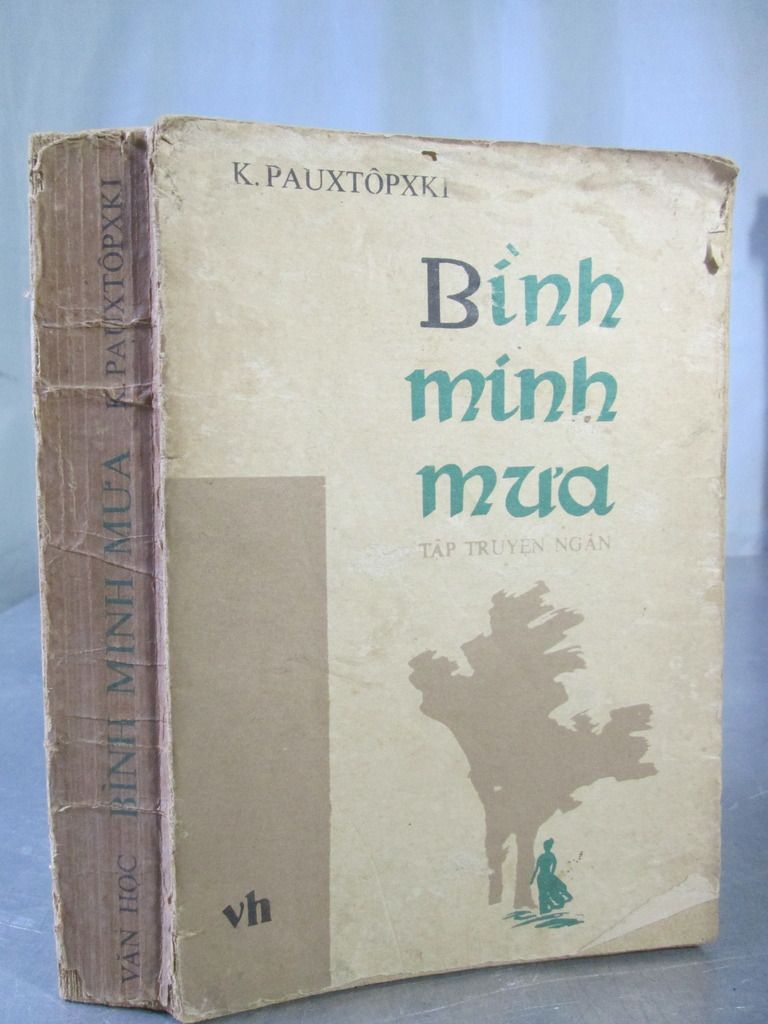 K. PAUXTÔPXKI
Bình
minh
mưa
TẬP TRUYỆN NGẮN
vh
VĂN HỌC BÌNH MINH MƯA K. PAUXTÔPXKI